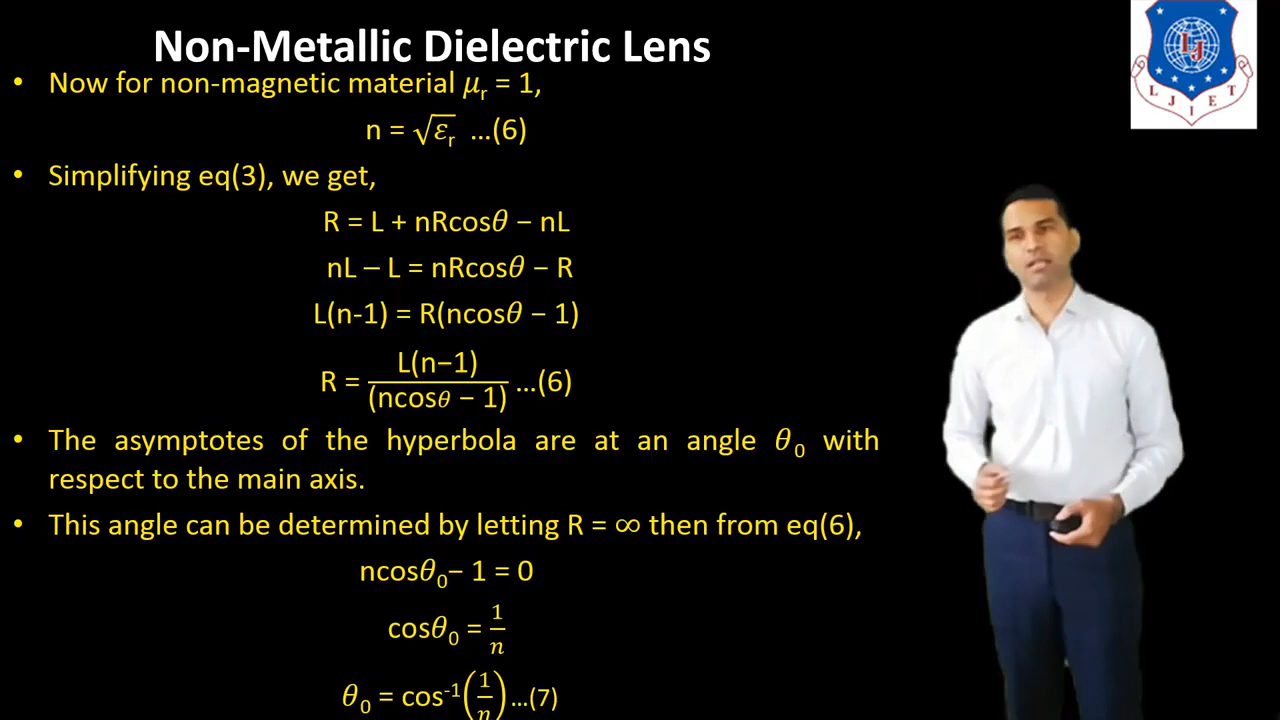 Non-Metallic Dielectric Lens
• Now for non-magnetic material μr = 1,
n = √εr …(6)
• Simplifying eq(3), we get,
R = L + nRcosθ − nL
nL – L = nRcosθ − R
L(n-1) = R(ncosθ − 1)
R = L(n−1)/(ncosθ − 1) …(6)
• The asymptotes of the hyperbola are at an angle θ0 with
respect to the main axis.
• This angle can be determined by letting R = ∞ then from eq(6),
ncosθ0− 1 = 0
cosθ0 = 1/n
θ0 = cos-1(1/n)…(7)
LJ
L J I E T